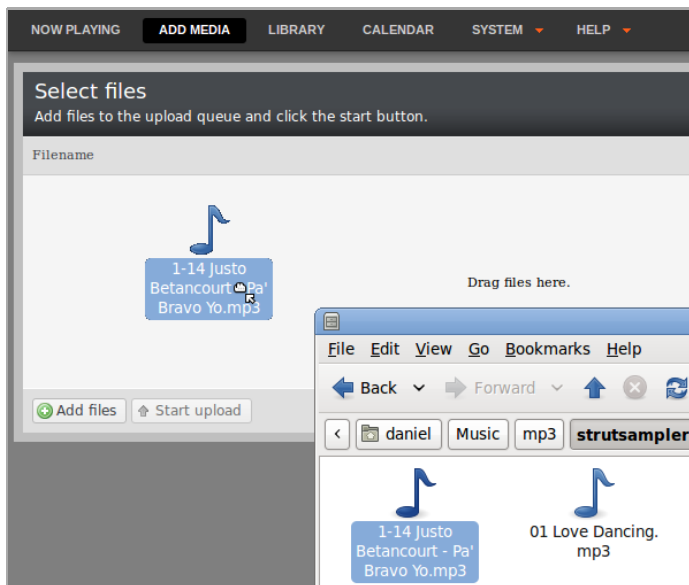 NOW PLAYING ADD MEDIA LIBRARY CALENDAR SYSTEM HELP
Select files
Add files to the upload queue and click the start button.
Filename
1-14 Justo
Betancourt Pa'
Bravo Yo.mp3
Drag files here.
File Edit View Go Bookmarks Help
Back Forward
Add files Start upload
daniel Music mp3 strutsampler
1-14 Justo
Betancourt - Pa'
Bravo Yo.mp3
01 Love Dancing.
mp3